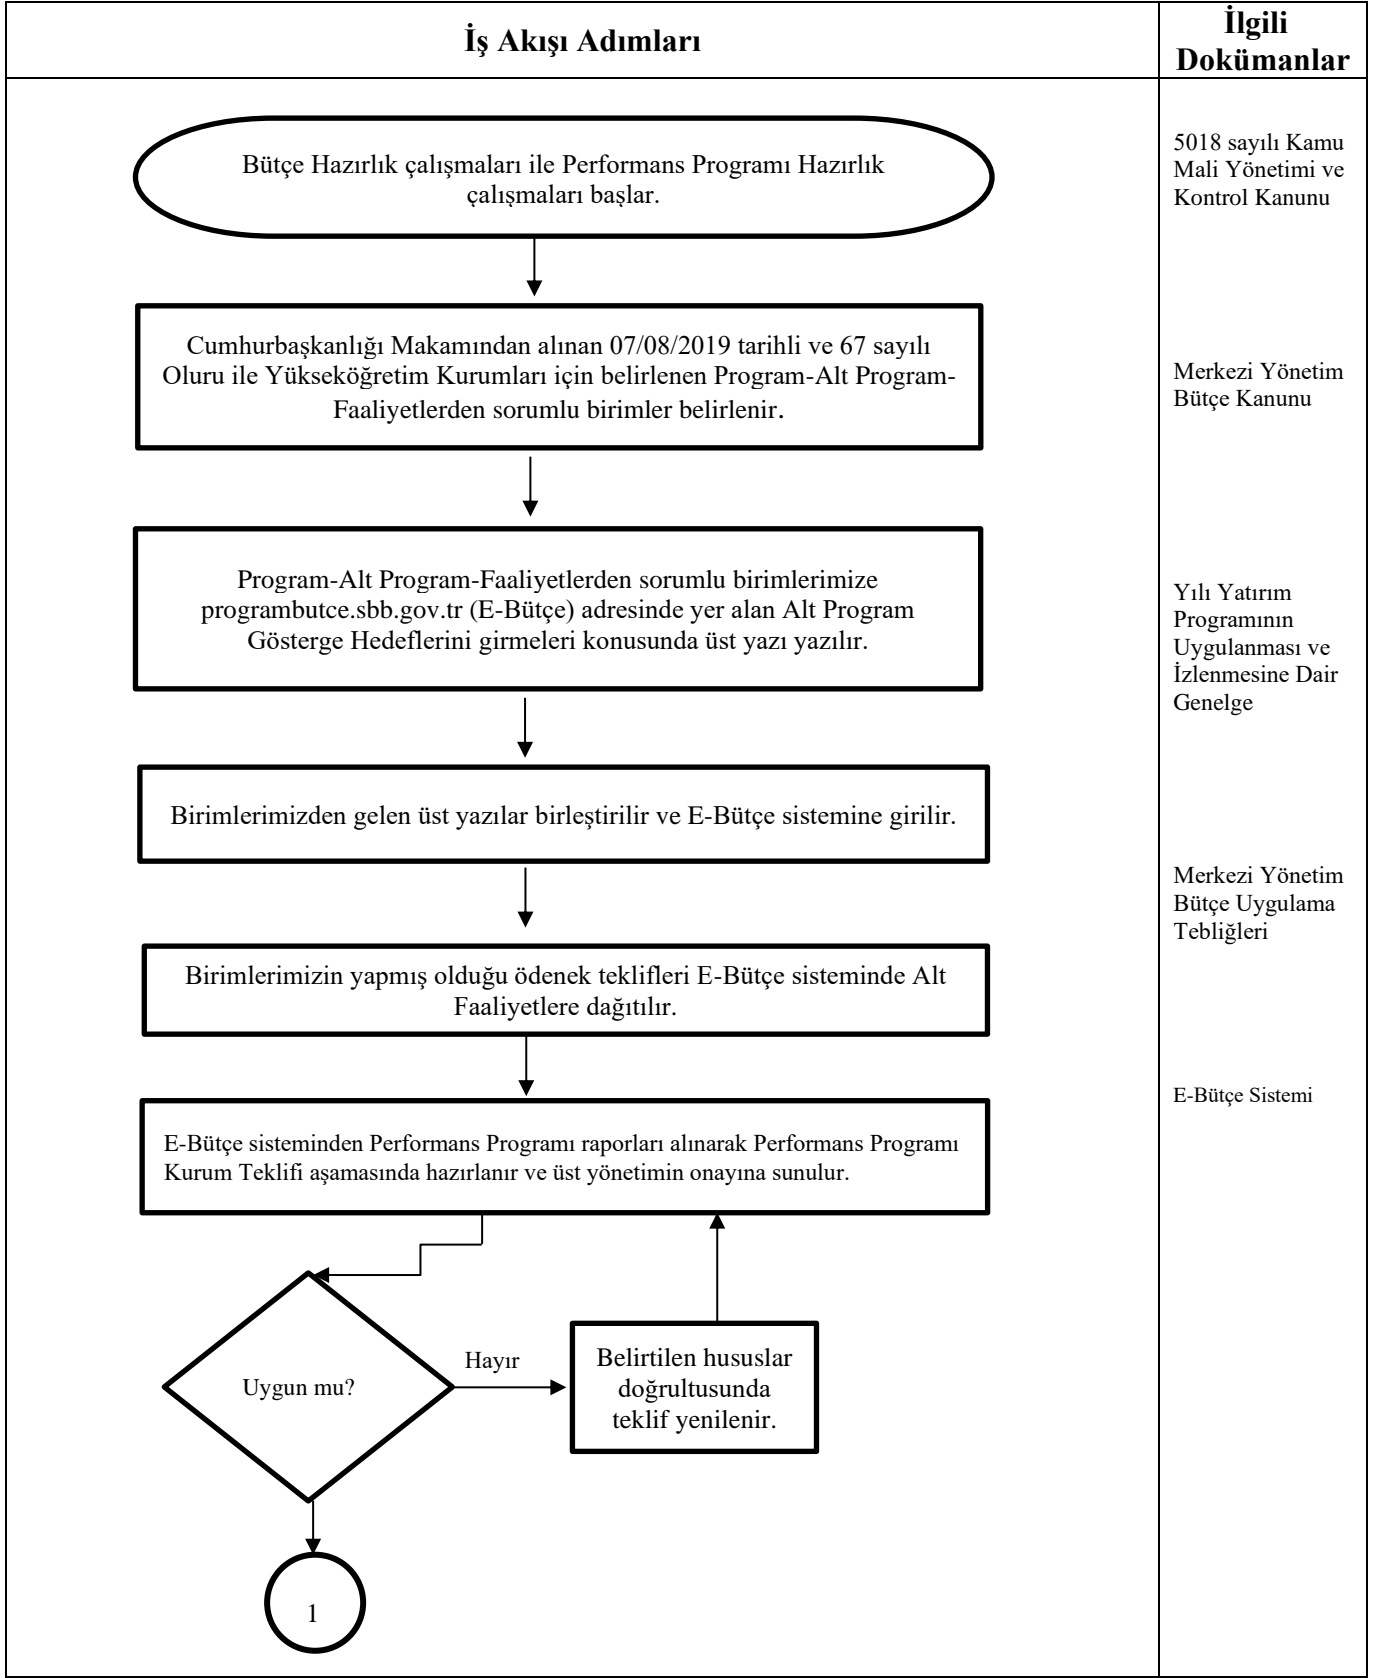 İş Akışı Adımları
İlgili
Dokümanlar
Bütçe Hazırlık çalışmaları ile Performans Programı Hazırlık
çalışmaları başlar.
Cumhurbaşkanlığı Makamından alınan 07/08/2019 tarihli ve 67 sayılı
Oluru ile Yükseköğretim Kurumları için belirlenen Program-Alt Program-
Faaliyetlerden sorumlu birimler belirlenir.
Program-Alt Program-Faaliyetlerden sorumlu birimlerimize
programbutce.sbb.gov.tr (E-Bütçe) adresinde yer alan Alt Program
Gösterge Hedeflerini girmeleri konusunda üst yazı yazılır.
Birimlerimizden gelen üst yazılar birleştirilir ve E-Bütçe sistemine girilir.
Birimlerimizin yapmış olduğu ödenek teklifleri E-Bütçe sisteminde Alt
Faaliyetlere dağıtılır.
E-Bütçe sisteminden Performans Programı raporları alınarak Performans Programı
Kurum Teklifi aşamasında hazırlanır ve üst yönetimin onayına sunulur.
Uygun mu?
Hayır
Belirtilen hususlar
doğrultusunda
teklif yenilenir.
1
5018 sayılı Kamu
Mali Yönetimi ve
Kontrol Kanunu
Merkezi Yönetim
Bütçe Kanunu
Yılı Yatırım
Programının
Uygulanması ve
İzlenmesine Dair
Genelge
Merkezi Yönetim
Bütçe Uygulama
Tebliğleri
E-Bütçe Sistemi